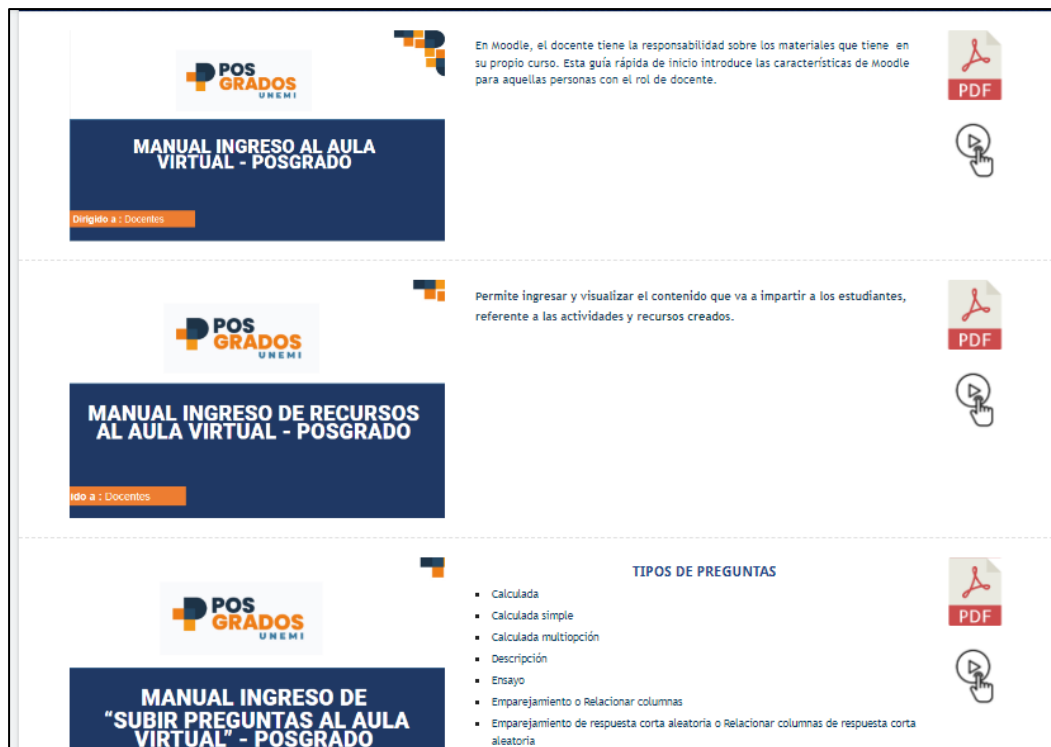 POS
GRADOS
UNEMI
MANUAL INGRESO AL AULA
VIRTUAL - POSGRADO
Dirigido a : Docentes
En Moodle, el docente tiene la responsabilidad sobre los materiales que tiene en
su propio curso. Esta guía rápida de inicio introduce las características de Moodle
para aquellas personas con el rol de docente.
PDF
POS
GRADOS
UNEMI
MANUAL INGRESO DE RECURSOS
AL AULA VIRTUAL - POSGRADO
ido a : Docentes
Permite ingresar y visualizar el contenido que va a impartir a los estudiantes,
referente a las actividades y recursos creados.
PDF
POS
GRADOS
UNEMI
MANUAL INGRESO DE
“SUBIR PREGUNTAS AL AULA
VIRTUAL” - POSGRADO
TIPOS DE PREGUNTAS
▪ Calculada
▪ Calculada simple
▪ Calculada multiopción
▪ Descripción
▪ Ensayo
▪ Emparejamiento o Relacionar columnas
▪ Emparejamiento de respuesta corta aleatoria o Relacionar columnas de respuesta corta
aleatoria
PDF